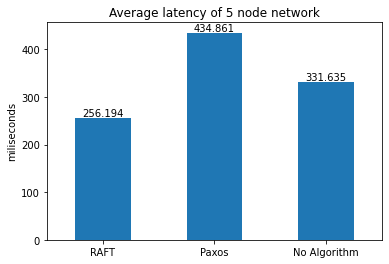 Average latency of 5 node network
434.861
400
331.635
300
256.194
200
100
0
miliseconds
RAFT Paxos No Algorithm